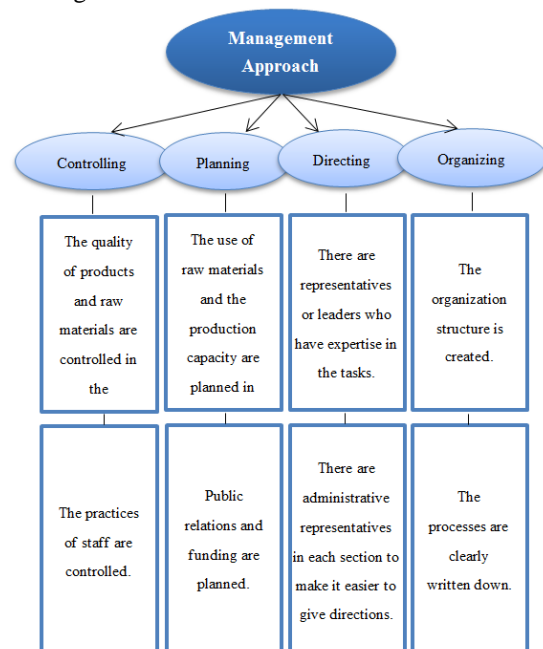 Management
Approach
Controlling
Planning
Directing
Organizing
The quality
of products
and raw
materials are
controlled in
the
The use of
raw materials
and the
production
capacity are
planned in
There are
representatives
or leaders who
have expertise in
the tasks.
The
organization
structure is
created.
The practices
of staff are
controlled.
Public
relations and
funding are
planned.
There are
administrative
representatives
in each section to
make it easier to
give directions.
The
processes are
clearly
written down.